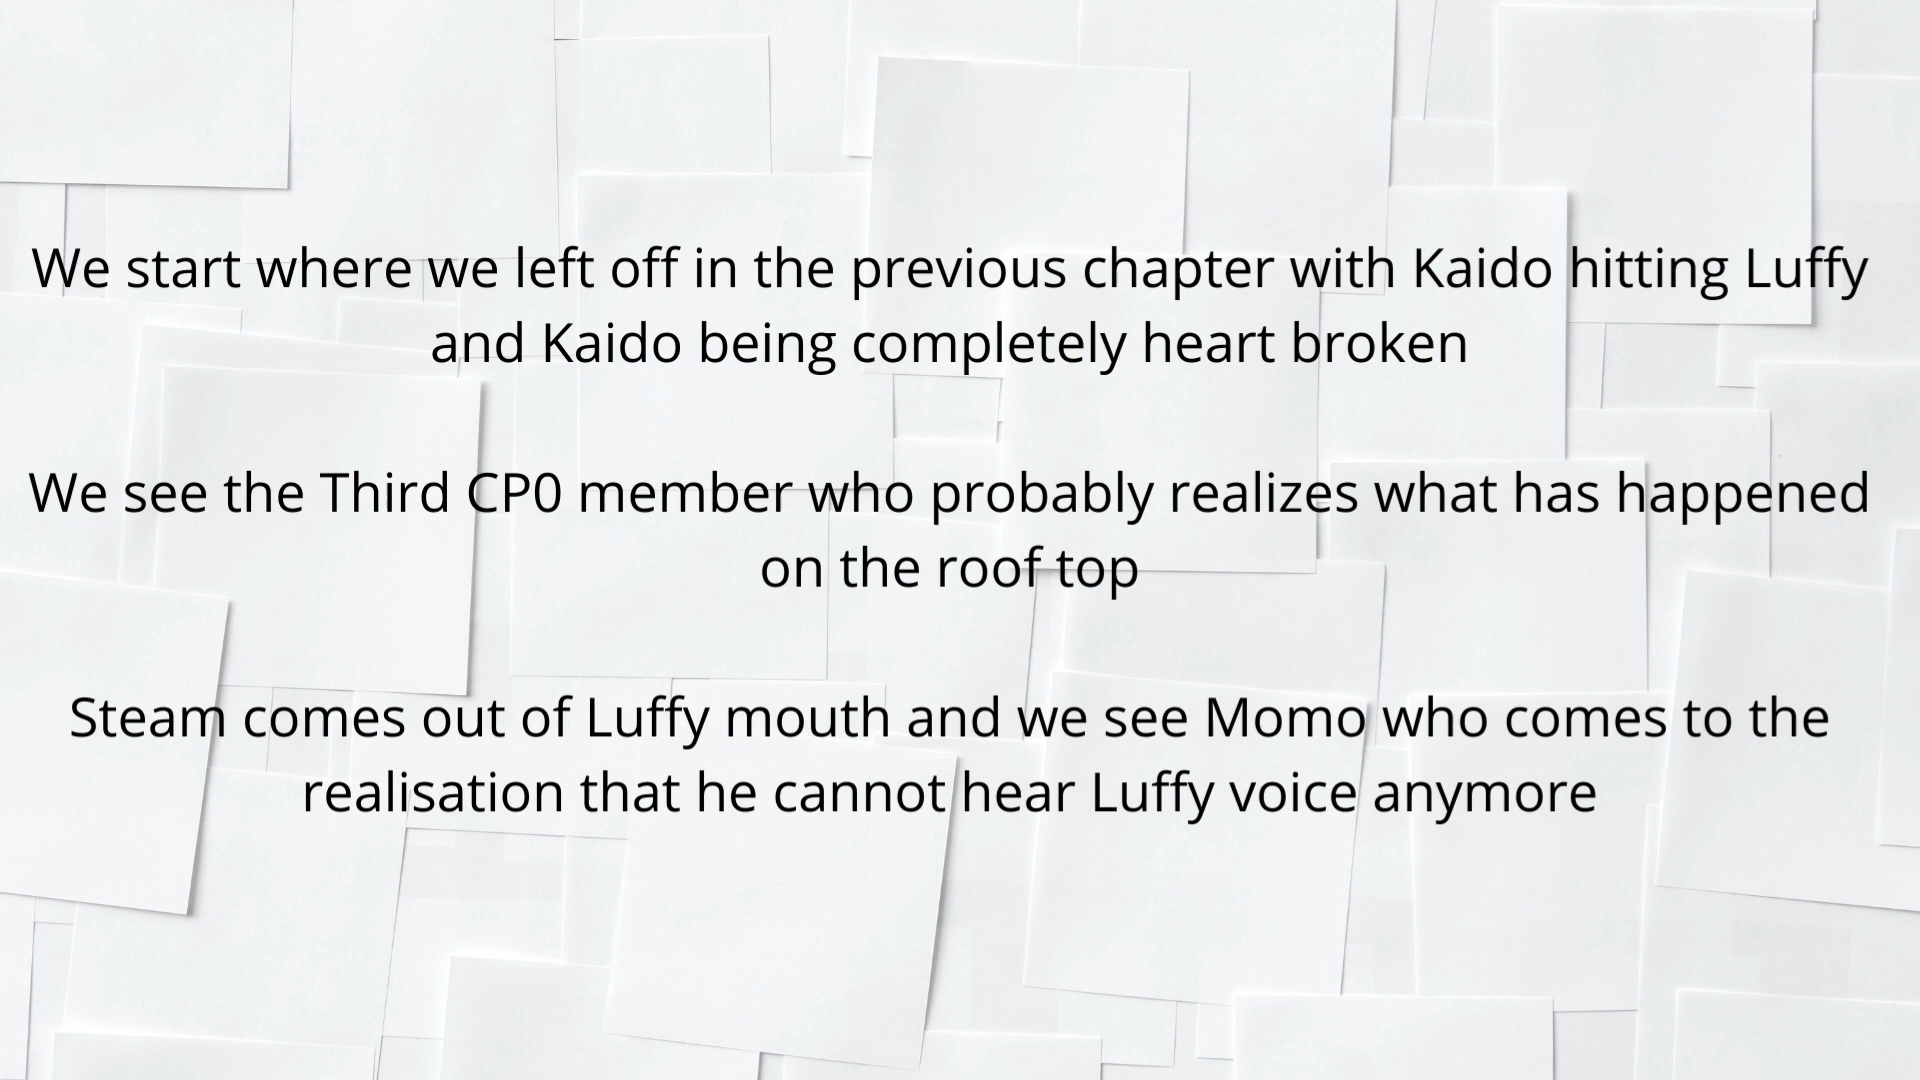 We start where we left off in the previous chapter with Kaido hitting Luffy
and Kaido being completely heart broken
We see the Third CP0 member who probably realizes what has happened
on the roof top
Steam comes out of Luffy mouth and we see Momo who comes to the
realisation that he cannot hear Luffy voice anymore